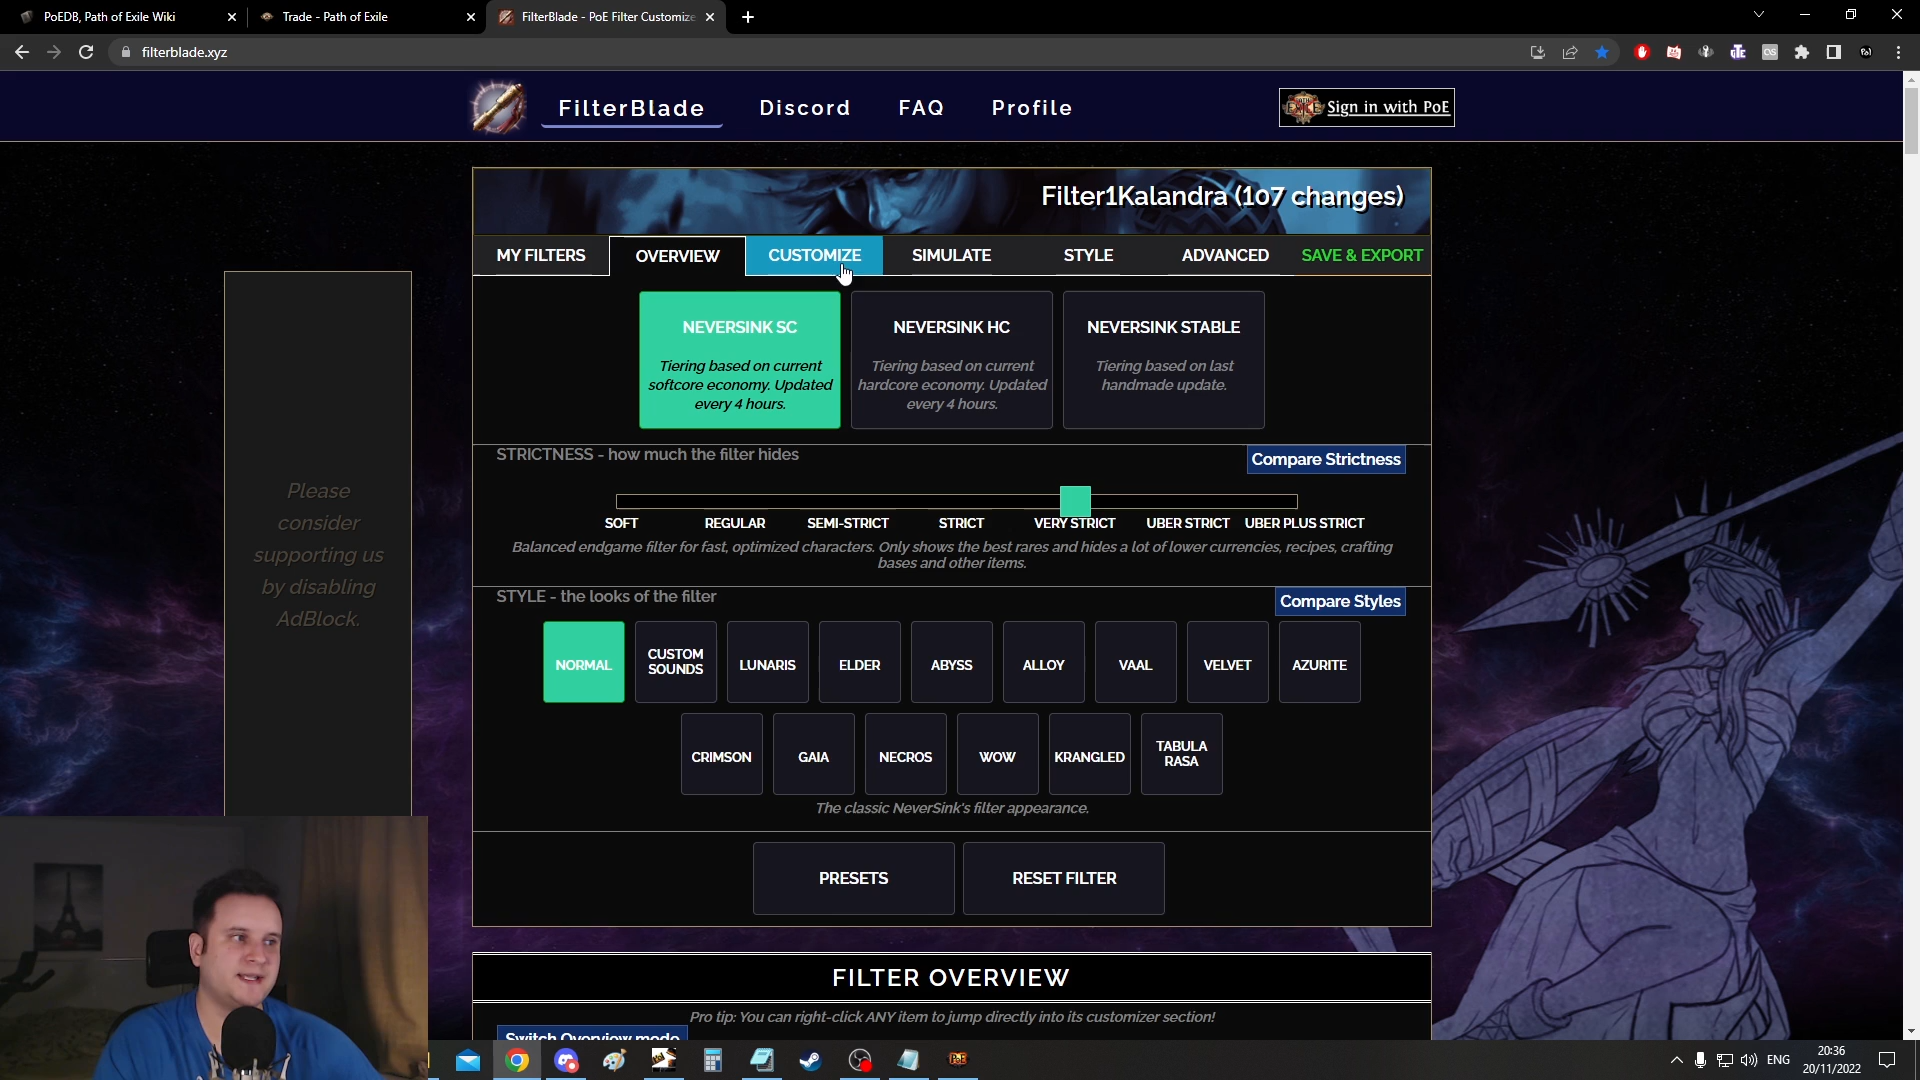 PoEDB, Path of Exile Wiki
Trade - Path of Exile
FilterBlade - PoE Filter Customize
filterblade.xyz
FilterBlade
Discord
FAQ
Profile
Sign in with PoE
Filter1Kalandra (107 changes)
MY FILTERS
OVERVIEW
CUSTOMIZE
SIMULATE
STYLE
ADVANCED
SAVE & EXPORT
NEVERSINK SC
Tiering based on current
softcore economy. Updated
every 4 hours.
NEVERSINK HC
Tiering based on current
hardcore economy. Updated
every 4 hours.
NEVERSINK STABLE
Tiering based on last
handmade update.
STRICTNESS - how much the filter hides
Compare Strictness
SOFT
REGULAR
SEMI-STRICT
STRICT
VERY STRICT
UBER STRICT
UBER PLUS STRICT
Balanced endgame filter for fast, optimized characters. Only shows the best rares and hides a lot of lower currencies, recipes, crafting
bases and other items.
STYLE - the looks of the filter
Compare Styles
NORMAL
CUSTOM
SOUNDS
LUNARIS
ELDER
ABYSS
ALLOY
VAAL
VELVET
AZURITE
CRIMSON
GAIA
NECROS
WOW
KRANGLED
TABULA
RASA
The classic NeverSink's filter appearance.
PRESETS
RESET FILTER
FILTER OVERVIEW
Pro tip: You can right-click ANY item to jump directly into its customizer section!
Switch Overview mode
Please
consider
supporting us
by disabling
AdBlock.
ENG
20:36
20/11/2022